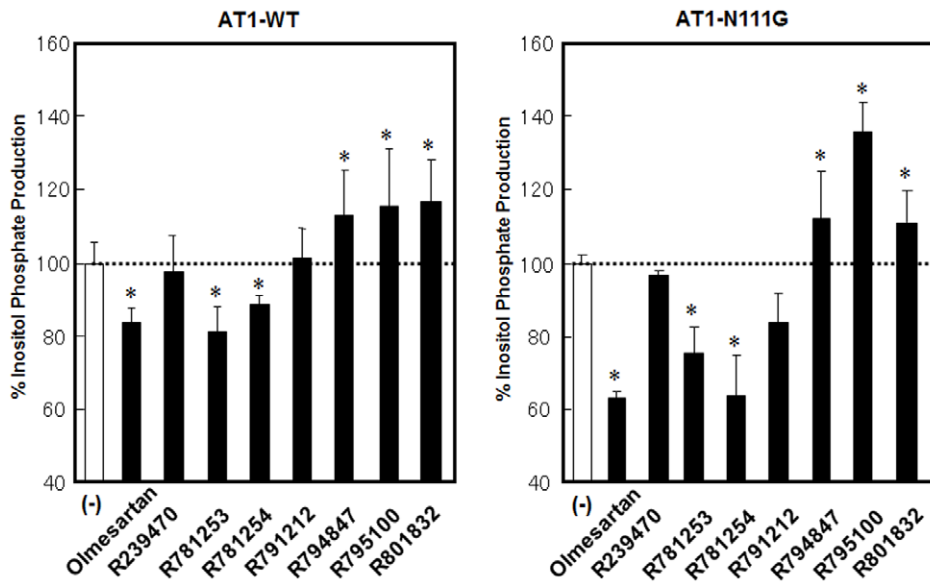 AT1-WT
% Inositol Phosphate Production
160
140
120
100
80
60
40
* * * * * *
(-)
Olmesartan
R239470
R781253
R781254
R791212
R794847
R795100
R801832
AT1-N111G
% Inositol Phosphate Production
160
140
120
100
80
60
40
* * * * * *
(-)
Olmesartan
R239470
R781253
R781254
R791212
R794847
R795100
R801832